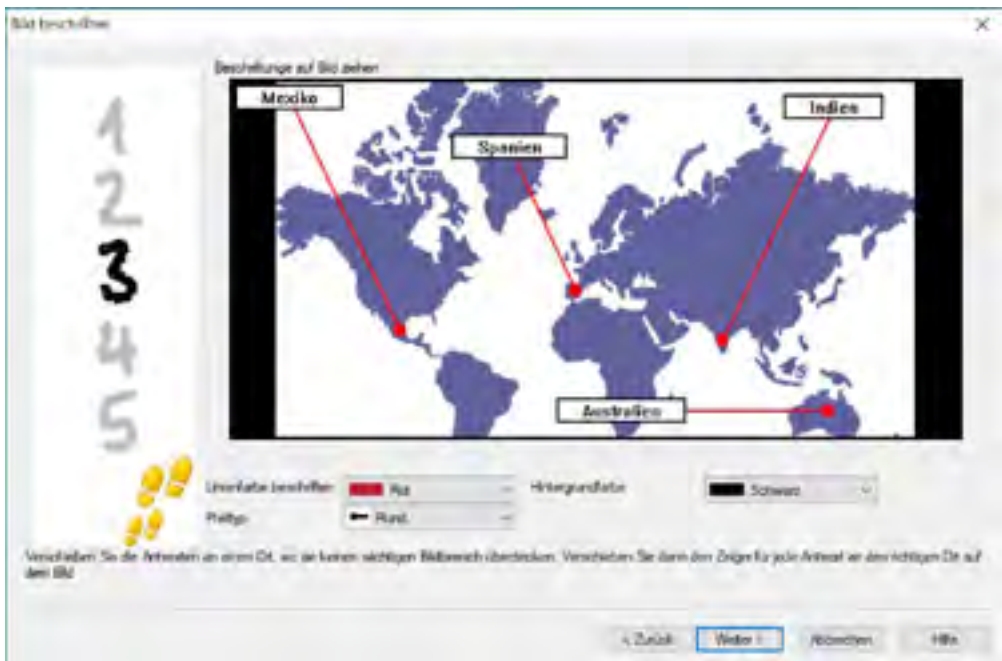 Bild beschriften
Beschriftungen auf Bild ziehen
Mexiko
Indien
Spanien
Australien
1
2
3
4
5
Linienfarbe beschriften Rot Hintergrundfarbe Schwarz
Pfeiltyp Rund
Verschieben Sie die Antworten an einen Ort, wo sie keinen wichtigen Bildbereich überdecken. Verschieben Sie dann den Zeiger für jede Antwort an den richtigen Ort auf
dem Bild
< Zurück Weiter > Abbrechen Hilfe